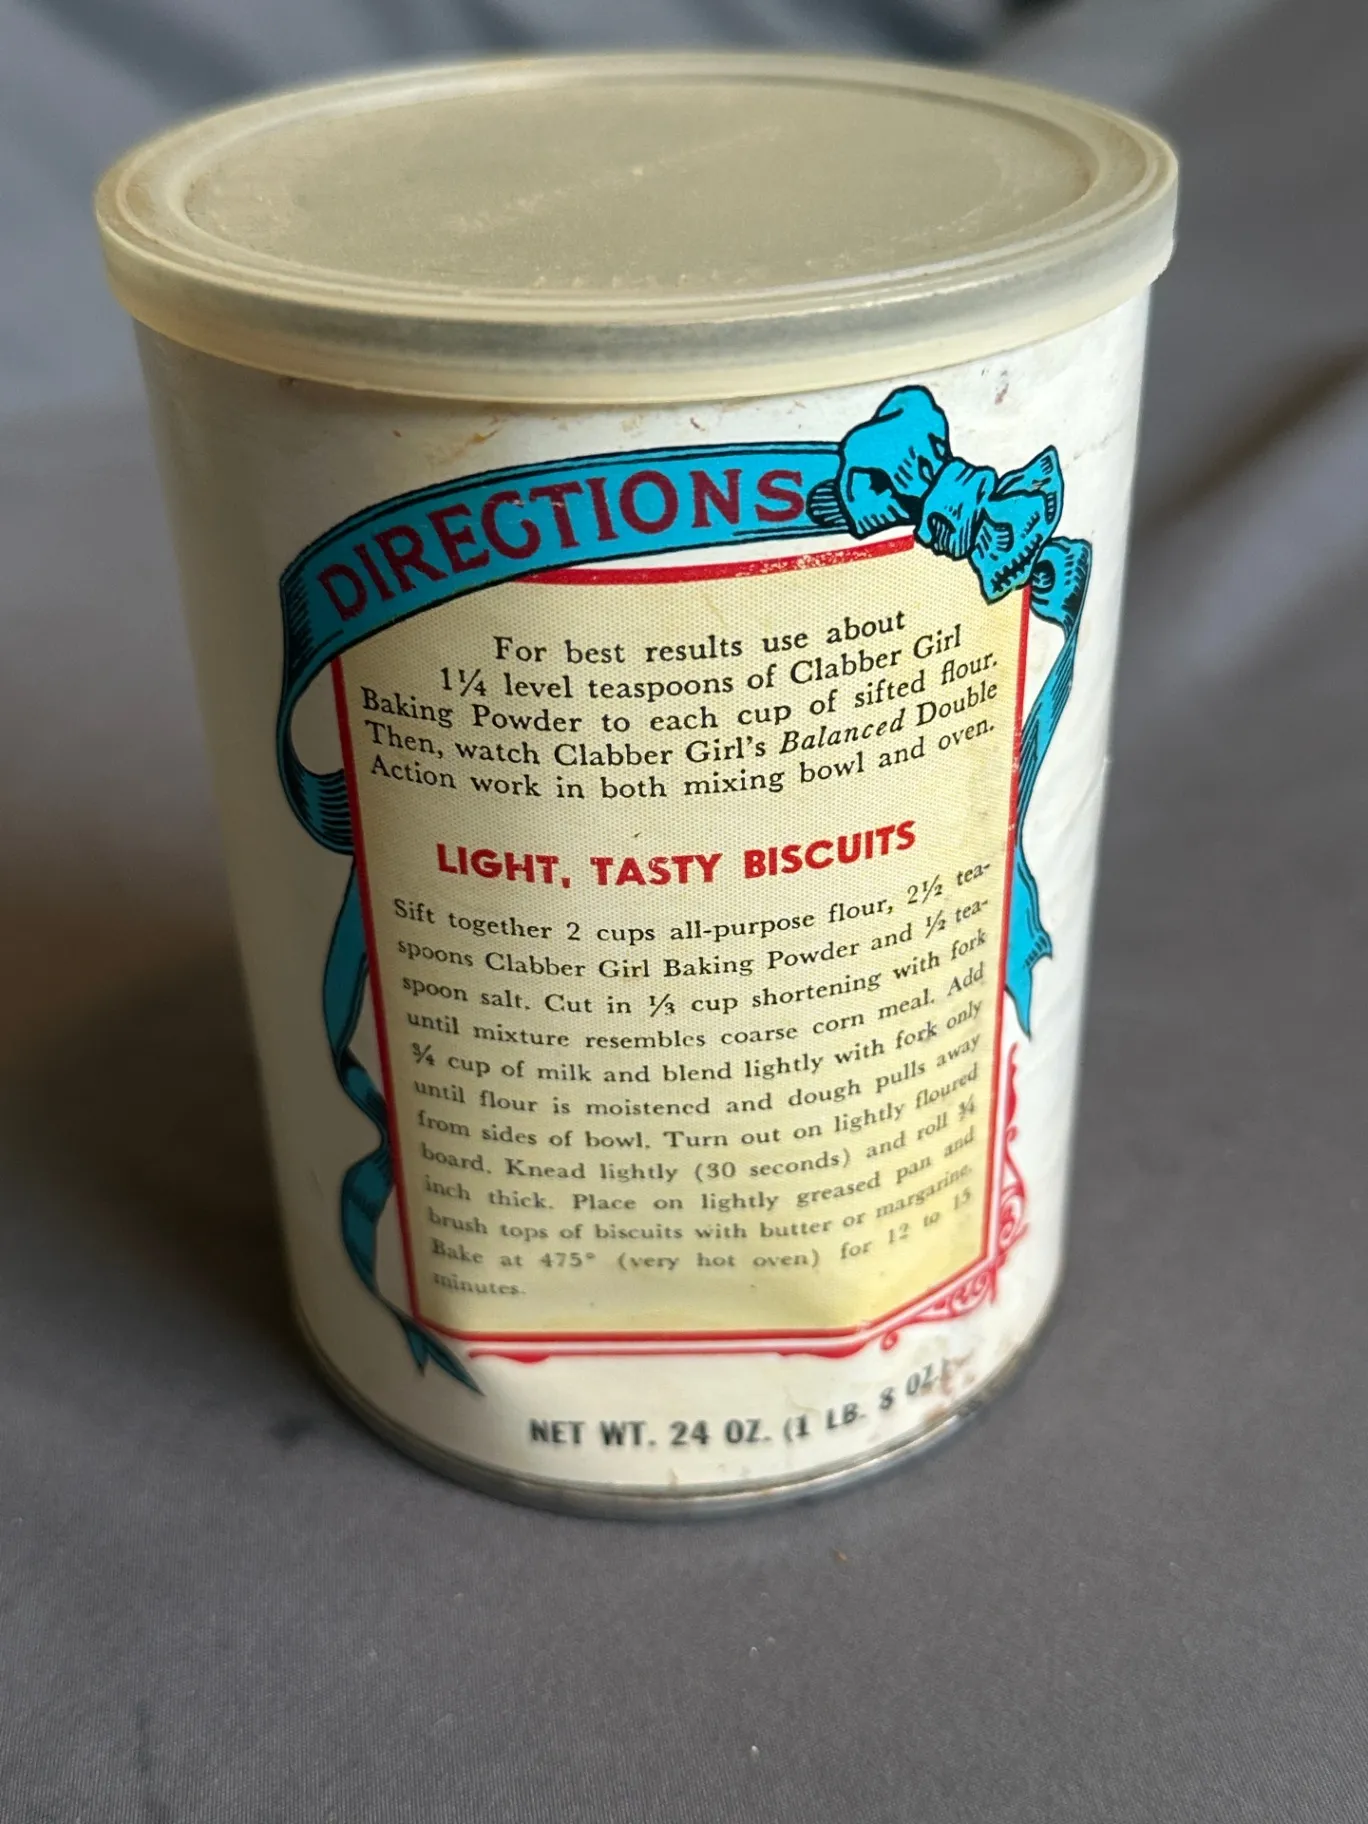 DIRECTIONS
For best results use about
1¼ level teaspoons of Clabber Girl
Baking Powder to each cup of sifted flour.
Then, watch Clabber Girl's Balanced Double
Action work in both mixing bowl and oven.
LIGHT, TASTY BISCUITS
Sift together 2 cups all-purpose flour, 2½ tea-
spoons Clabber Girl Baking Powder and ½ tea-
spoon salt. Cut in ⅓ cup shortening with fork
until mixture resembles coarse corn meal. Add
¾ cup of milk and blend lightly with fork only
until flour is moistened and dough pulls away
from sides of bowl. Turn out on lightly floured
board. Knead lightly (30 seconds) and roll ¾
inch thick. Place on lightly greased pan and
brush tops of biscuits with butter or margarine.
Bake at 475° (very hot oven) for 12 to 15
minutes.
NET WT. 24 OZ. (1 LB. 8 OZ.)